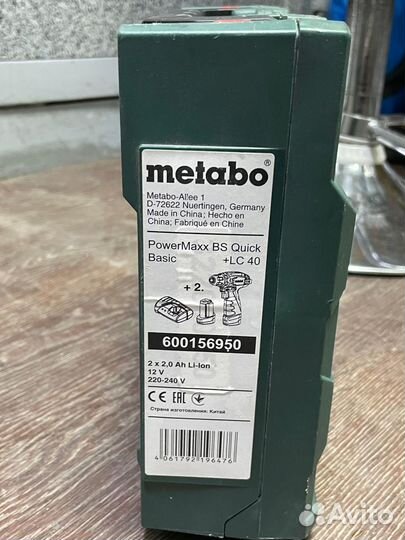 metabo®
Metabo-Allee 1
D-72622 Nuertingen, Germany
Made in China; Hecho en
China; Fabriqué en Chine
PowerMaxx BS Quick
Basic +LC 40
+ 2.
600156950
2 x 2,0 Ah Li-Ion
12 V
220-240 V
CE EAC
Страна изготовления: Китай
4 061792 196476
Avito